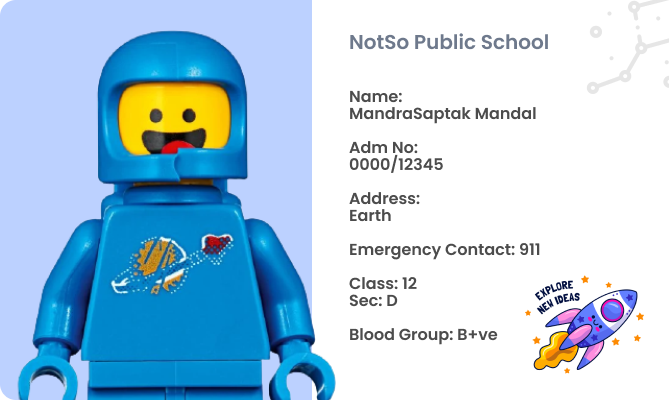 NotSo Public School
Name:
MandraSaptak Mandal
Adm No:
0000/12345
Address:
Earth
Emergency Contact: 911
Class: 12
Sec: D
Blood Group: B+ve
EXPLORE
NEW IDEAS